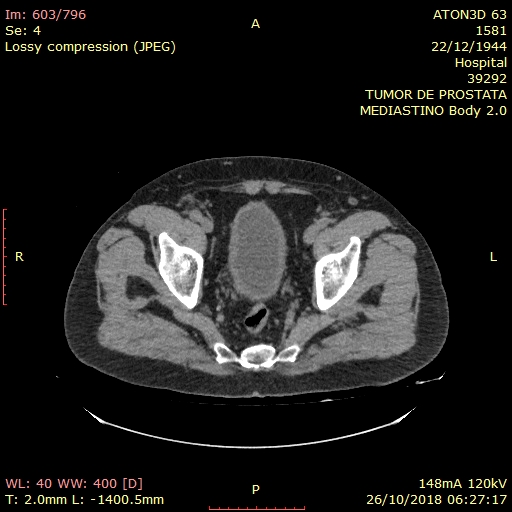 Im: 603/796
Se: 4
Lossy compression (JPEG)
A
ATON3D 63
1581
22/12/1944
Hospital
39292
TUMOR DE PROSTATA
MEDIASTINO Body 2.0
R
L
WL: 40 WW: 400 [D]
T: 2.0mm L: -1400.5mm
P
148mA 120kV
26/10/2018 06:27:17